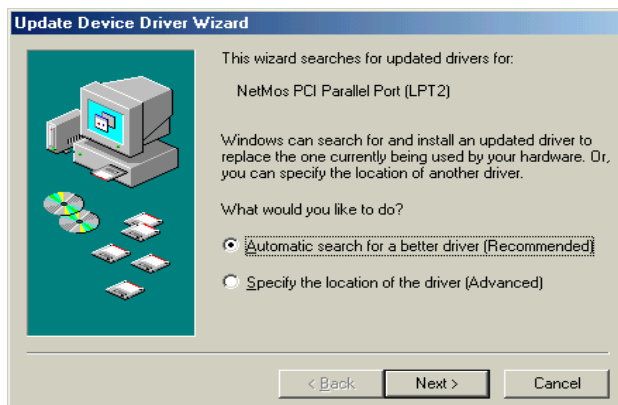 Update Device Driver Wizard
This wizard searches for updated drivers for:
NetMos PCI Parallel Port (LPT2)
Windows can search for and install an updated driver to
replace the one currently being used by your hardware. Or,
you can specify the location of another driver.
What would you like to do?
Automatic search for a better driver (Recommended)
Specify the location of the driver (Advanced)
< Back
Next >
Cancel